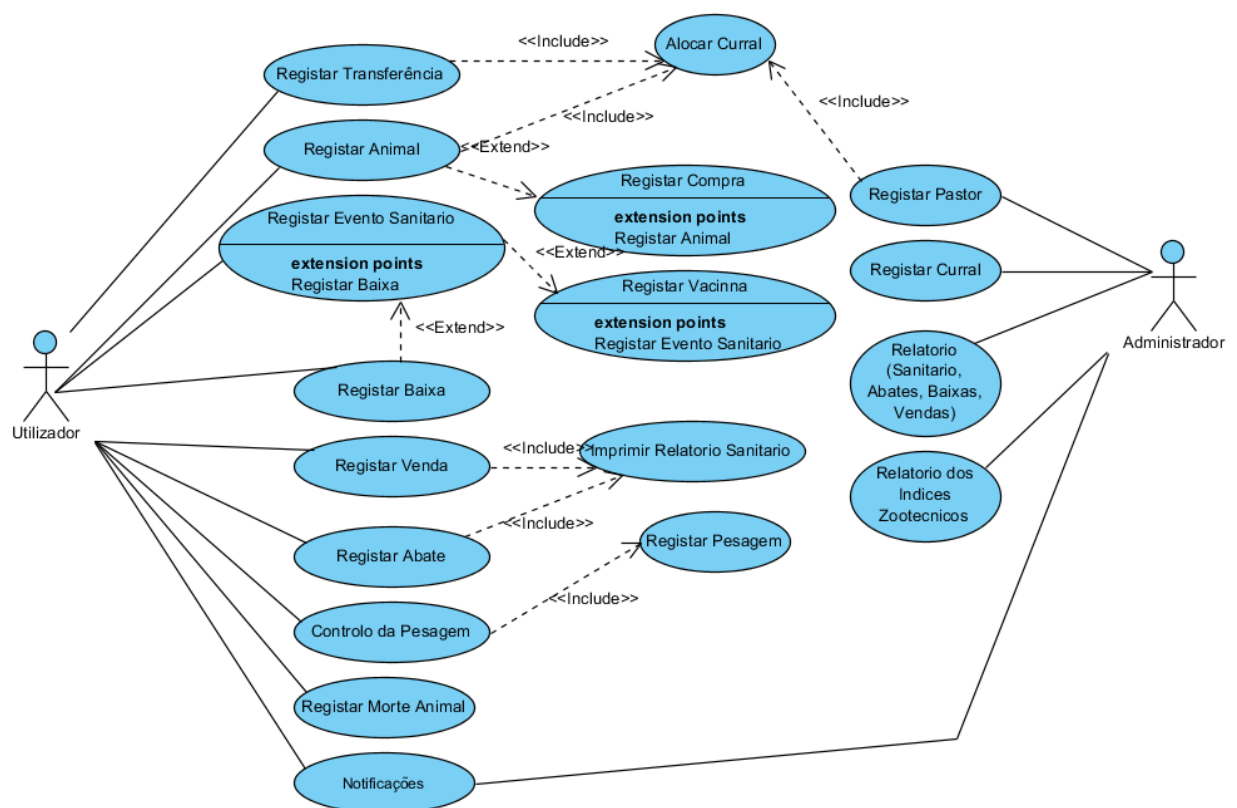 <<Include>>
Alocar Curral
Registar Transferência
<<Include>>
<<Include>>
Registar Animal
<<Extend>>
Registar Compra
extension points
Registar Animal
Registar Pastor
Registar Evento Sanitario
extension points
Registar Baixa
<<Extend>>
Registar Curral
Registar Vacinna
extension points
Registar Evento Sanitario
<<Extend>>
Administrador
Relatorio
(Sanitario,
Abates, Baixas,
Vendas)
Registar Baixa
Utilizador
<<Include>>
Imprimir Relatorio Sanitario
Registar Venda
Relatorio dos
Indices
Zootecnicos
<<Include>>
Registar Abate
Registar Pesagem
<<Include>>
Controlo da Pesagem
Registar Morte Animal
Notificações